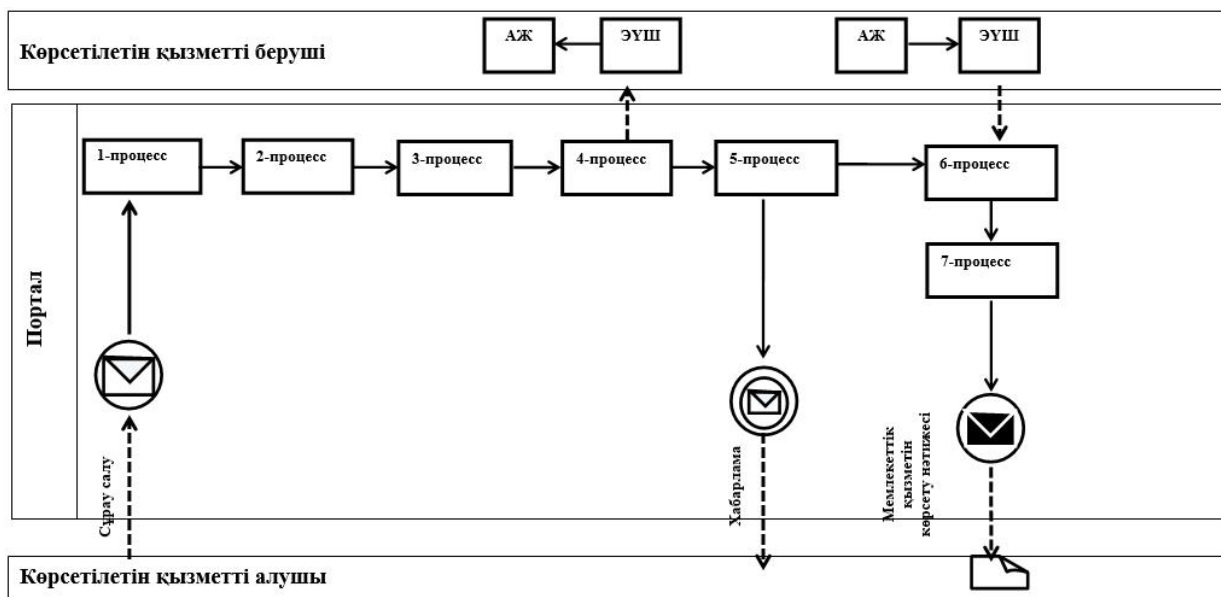 Көрсетілетін қызметті беруші
АЖ
ЭҮШ
АЖ
ЭҮШ
Портал
1-процесс
2-процесс
3-процесс
4-процесс
5-процесс
6-процесс
7-процесс
Сұрау салу
Хабарлама
Мемлекеттік
қызметін
көрсету нәтижесі
Көрсетілетін қызметті алушы